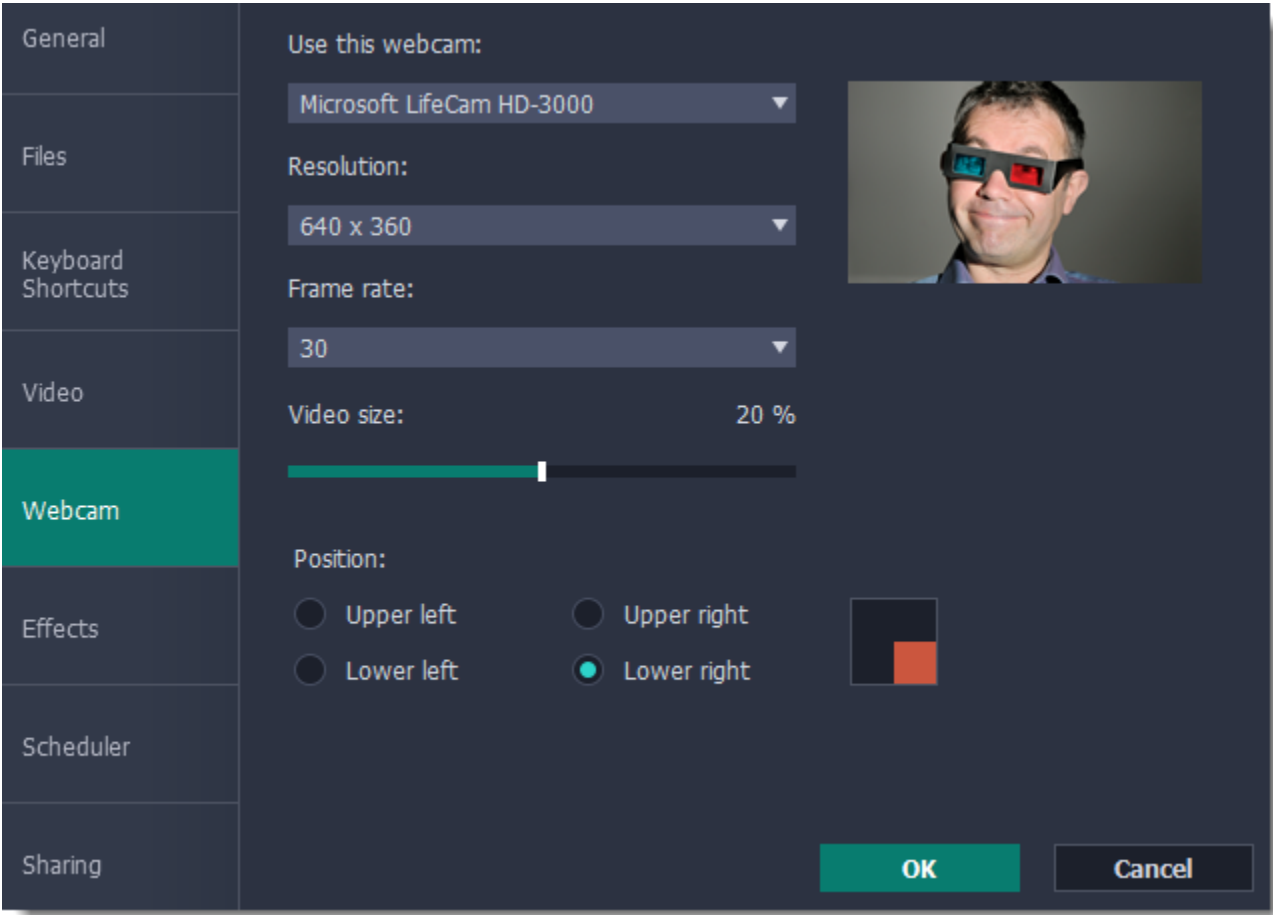 General
Files
Keyboard
Shortcuts
Video
Webcam
Effects
Scheduler
Sharing
Use this webcam:
Microsoft LifeCam HD-3000
Resolution:
640 x 360
Frame rate:
30
Video size: 20 %
Position:
Upper left Upper right
Lower left Lower right
OK Cancel